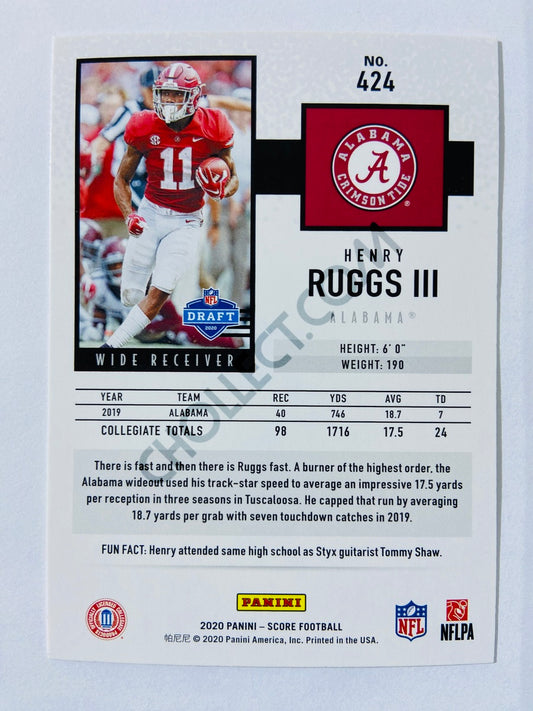 No.
424
11
NFL
DRAFT
2020
WIDE RECEIVER
ALABAMA
A
CRIMSON TIDE
®
HENRY
RUGGS III
ALABAMA®
HEIGHT: 6' 0"
WEIGHT: 190
YEAR TEAM REC YDS AVG TD
2019 ALABAMA 40 746 18.7 7
COLLEGIATE TOTALS 98 1716 17.5 24
There is fast and then there is Ruggs fast. A burner of the highest order, the
Alabama wideout used his track-star speed to average an impressive 17.5 yards
per reception in three seasons in Tuscaloosa. He capped that run by averaging
18.7 yards per grab with seven touchdown catches in 2019.
FUN FACT: Henry attended same high school as Styx guitarist Tommy Shaw.
CHOLLECT.COM
PANINI
OFFICIALLY LICENSED COLLEGIATE PRODUCTS
2020 PANINI – SCORE FOOTBALL
帕尼尼 © 2020 Panini America, Inc. Printed in the USA.
NFL
NFLPA